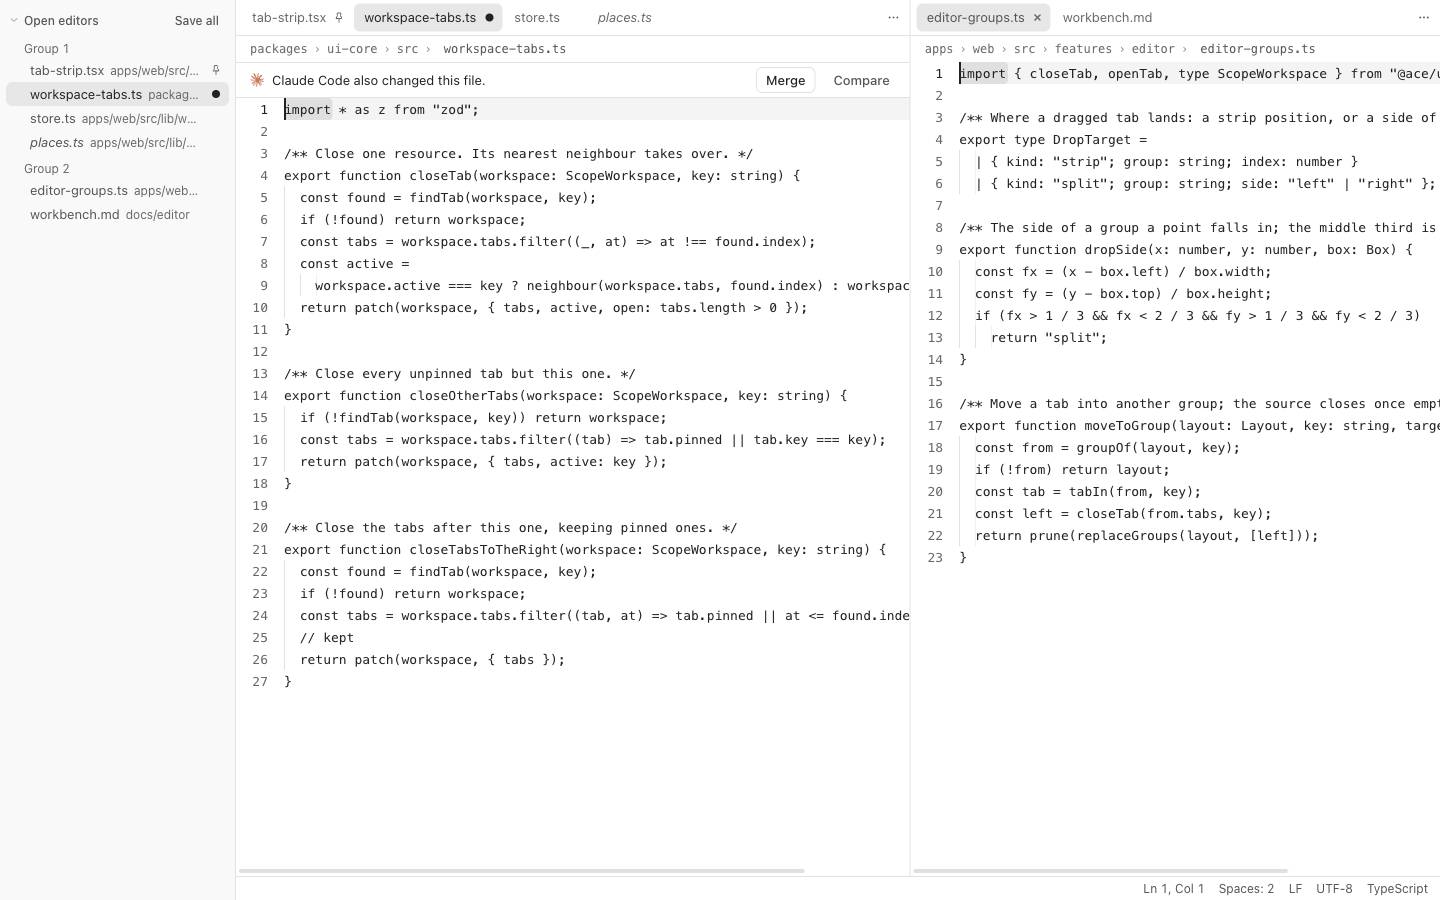 Open editors
Save all
Group 1
tab-strip.tsx apps/web/src/...
workspace-tabs.ts packag...
store.ts apps/web/src/lib/w...
places.ts apps/web/src/lib/...
Group 2
editor-groups.ts apps/web...
workbench.md docs/editor
tab-strip.tsx
workspace-tabs.ts
store.ts
places.ts
...
packages › ui-core › src › workspace-tabs.ts
Claude Code also changed this file.
Merge
Compare
1 import * as z from "zod";
2
3 /** Close one resource. Its nearest neighbour takes over. */
4 export function closeTab(workspace: ScopeWorkspace, key: string) {
5 const found = findTab(workspace, key);
6 if (!found) return workspace;
7 const tabs = workspace.tabs.filter((_, at) => at !== found.index);
8 const active =
9 workspace.active === key ? neighbour(workspace.tabs, found.index) : workspac
10 return patch(workspace, { tabs, active, open: tabs.length > 0 });
11 }
12
13 /** Close every unpinned tab but this one. */
14 export function closeOtherTabs(workspace: ScopeWorkspace, key: string) {
15 if (!findTab(workspace, key)) return workspace;
16 const tabs = workspace.tabs.filter((tab) => tab.pinned || tab.key === key);
17 return patch(workspace, { tabs, active: key });
18 }
19
20 /** Close the tabs after this one, keeping pinned ones. */
21 export function closeTabsToTheRight(workspace: ScopeWorkspace, key: string) {
22 const found = findTab(workspace, key);
23 if (!found) return workspace;
24 const tabs = workspace.tabs.filter((tab, at) => tab.pinned || at <= found.inde
25 // kept
26 return patch(workspace, { tabs });
27 }
editor-groups.ts ×
workbench.md
...
apps › web › src › features › editor › editor-groups.ts
1 import { closeTab, openTab, type ScopeWorkspace } from "@ace/u
2
3 /** Where a dragged tab lands: a strip position, or a side of
4 export type DropTarget =
5 | { kind: "strip"; group: string; index: number }
6 | { kind: "split"; group: string; side: "left" | "right" };
7
8 /** The side of a group a point falls in; the middle third is
9 export function dropSide(x: number, y: number, box: Box) {
10 const fx = (x − box.left) / box.width;
11 const fy = (y − box.top) / box.height;
12 if (fx > 1 / 3 && fx < 2 / 3 && fy > 1 / 3 && fy < 2 / 3)
13 return "split";
14 }
15
16 /** Move a tab into another group; the source closes once empt
17 export function moveToGroup(layout: Layout, key: string, targe
18 const from = groupOf(layout, key);
19 if (!from) return layout;
20 const tab = tabIn(from, key);
21 const left = closeTab(from.tabs, key);
22 return prune(replaceGroups(layout, [left]));
23 }
Ln 1, Col 1
Spaces: 2
LF
UTF-8
TypeScript